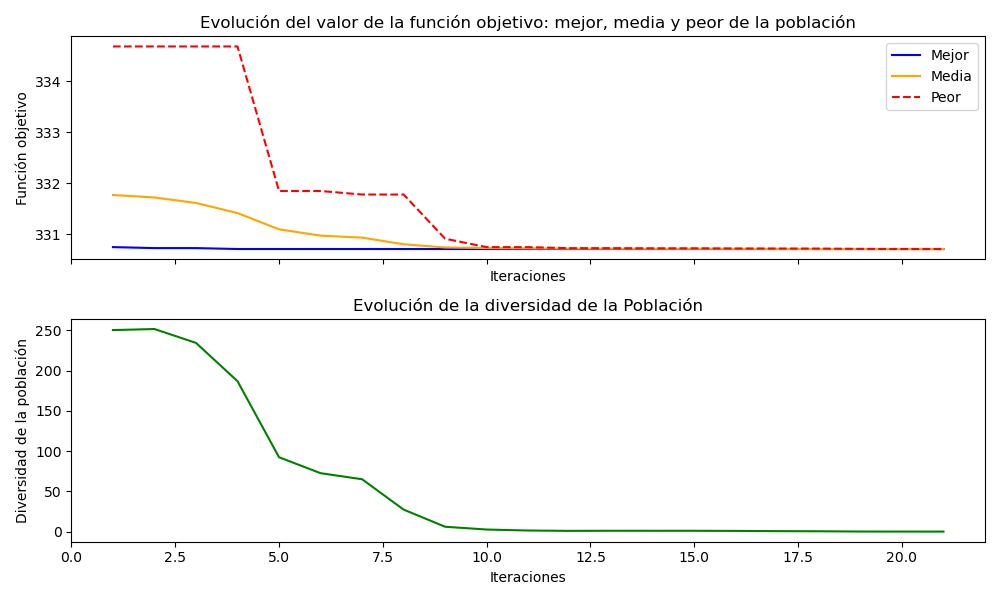 Evolución del valor de la función objetivo: mejor, media y peor de la población
Función objetivo
334
333
332
331
Mejor
Media
Peor
Iteraciones
Evolución de la diversidad de la Población
Diversidad de la población
250
200
150
100
50
0
0.0 2.5 5.0 7.5 10.0 12.5 15.0 17.5 20.0
Iteraciones